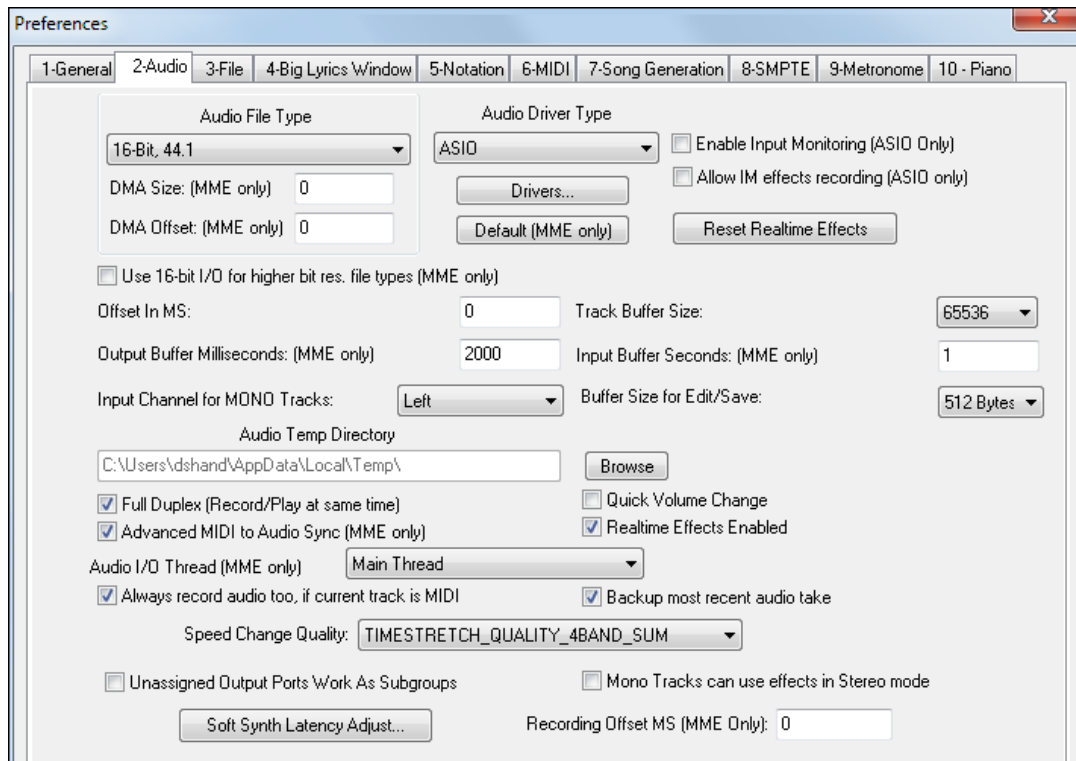 Preferences
1-General 2-Audio 3-File 4-Big Lyrics Window 5-Notation 6-MIDI 7-Song Generation 8-SMPTE 9-Metronome 10 - Piano
Audio File Type
Audio Driver Type
16-Bit, 44.1
ASIO
Enable Input Monitoring (ASIO Only)
DMA Size: (MME only) 0
Drivers...
Allow IM effects recording (ASIO only)
DMA Offset: (MME only) 0
Default (MME only)
Reset Realtime Effects
Use 16-bit I/O for higher bit res. file types (MME only)
Offset In MS: 0
Track Buffer Size: 65536
Output Buffer Milliseconds: (MME only) 2000
Input Buffer Seconds: (MME only) 1
Input Channel for MONO Tracks: Left
Buffer Size for Edit/Save: 512 Bytes
Audio Temp Directory
C:\Users\dshand\AppData\Local\Temp\
Browse
Full Duplex (Record/Play at same time)
Quick Volume Change
Advanced MIDI to Audio Sync (MME only)
Realtime Effects Enabled
Audio I/O Thread (MME only) Main Thread
Always record audio too, if current track is MIDI
Backup most recent audio take
Speed Change Quality: TIMESTRETCH_QUALITY_4BAND_SUM
Unassigned Output Ports Work As Subgroups
Mono Tracks can use effects in Stereo mode
Soft Synth Latency Adjust...
Recording Offset MS (MME Only): 0